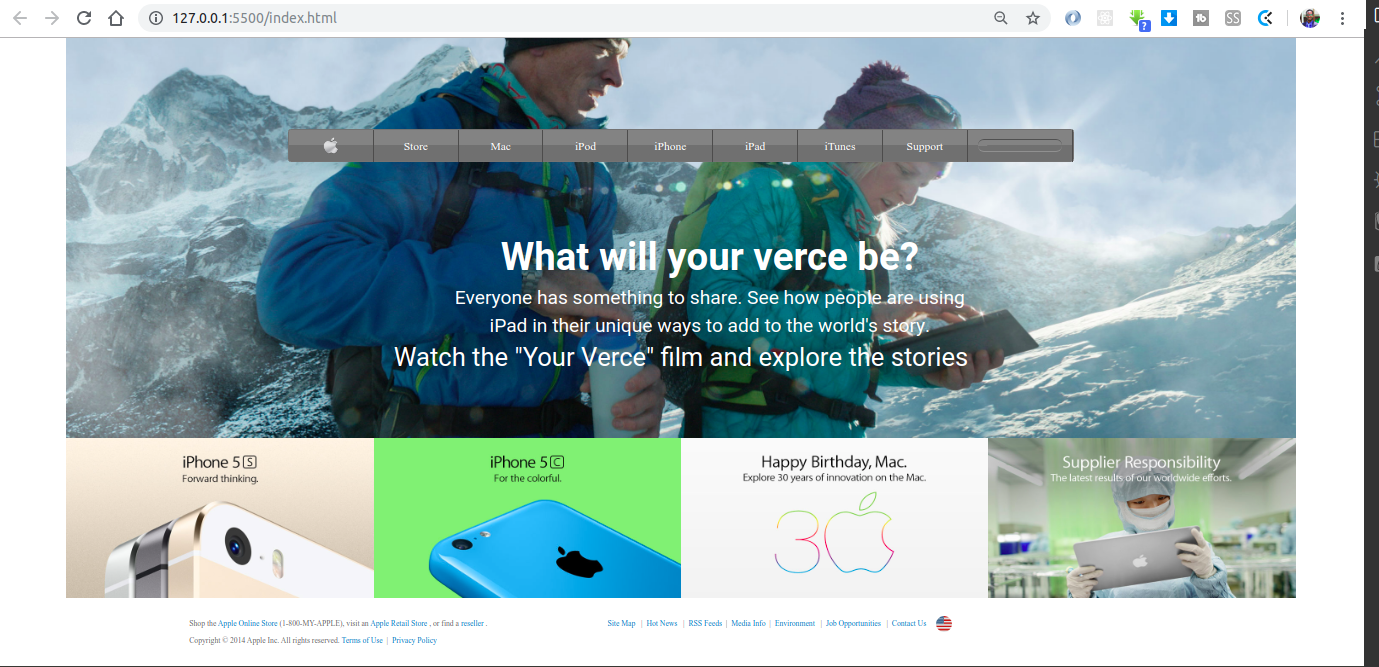 127.0.0.1:5500/index.html
Store Mac iPod iPhone iPad iTunes Support
What will your verce be?
Everyone has something to share. See how people are using
iPad in their unique ways to add to the world's story.
Watch the "Your Verce" film and explore the stories
iPhone 5 S
Forward thinking.
iPhone 5 C
For the colorful.
Happy Birthday, Mac.
Explore 30 years of innovation on the Mac.
30
Supplier Responsibility
The latest results of our worldwide efforts.
Shop the Apple Online Store (1-800-MY-APPLE), visit an Apple Retail Store , or find a reseller .
Site Map | Hot News | RSS Feeds | Media Info | Environment | Job Opportunities | Contact Us
Copyright © 2014 Apple Inc. All rights reserved. Terms of Use | Privacy Policy